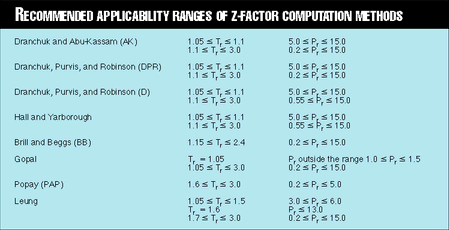 RECOMMENDED APPLICABILITY RANGES OF Z-FACTOR COMPUTATION METHODS
Dranchuk and Abu-Kassam (AK) 1.05 ≤ Tr ≤ 1.1 5.0 ≤ Pr ≤ 15.0
1.1 ≤ Tr ≤ 3.0 0.2 ≤ Pr ≤ 15.0
Dranchuk, Purvis, and Robinson (DPR) 1.05 ≤ Tr ≤ 1.1 5.0 ≤ Pr ≤ 15.0
1.1 ≤ Tr ≤ 3.0 0.2 ≤ Pr ≤ 15.0
Dranchuk, Purvis, and Robinson (D) 1.05 ≤ Tr ≤ 1.1 5.0 ≤ Pr ≤ 15.0
1.1 ≤ Tr ≤ 3.0 0.55 ≤ Pr ≤ 15.0
Hall and Yarborough 1.05 ≤ Tr ≤ 1.1 5.0 ≤ Pr ≤ 15.0
1.1 ≤ Tr ≤ 3.0 0.55 ≤ Pr ≤ 15.0
Brill and Beggs (BB) 1.15 ≤ Tr ≤ 2.4 0.2 ≤ Pr ≤ 15.0
Gopal Tr = 1.05 Pr outside the range 1.0 ≤ Pr ≤ 1.5
1.05 ≤ Tr ≤ 3.0 0.2 ≤ Pr ≤ 15.0
Popay (PAP) 1.6 ≤ Tr ≤ 3.0 0.2 ≤ Pr ≤ 5.0
Leung 1.05 ≤ Tr ≤ 1.5 3.0 ≤ Pr ≤ 6.0
Tr = 1.6 Pr ≤ 13.0
1.7 ≤ Tr ≤ 3.0 0.2 ≤ Pr ≤ 15.0